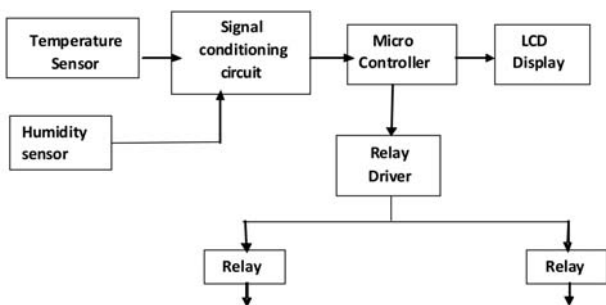 Temperature
Sensor
Signal
conditioning
circuit
Micro
Controller
LCD
Display
Humidity
sensor
Relay
Driver
Relay
Relay